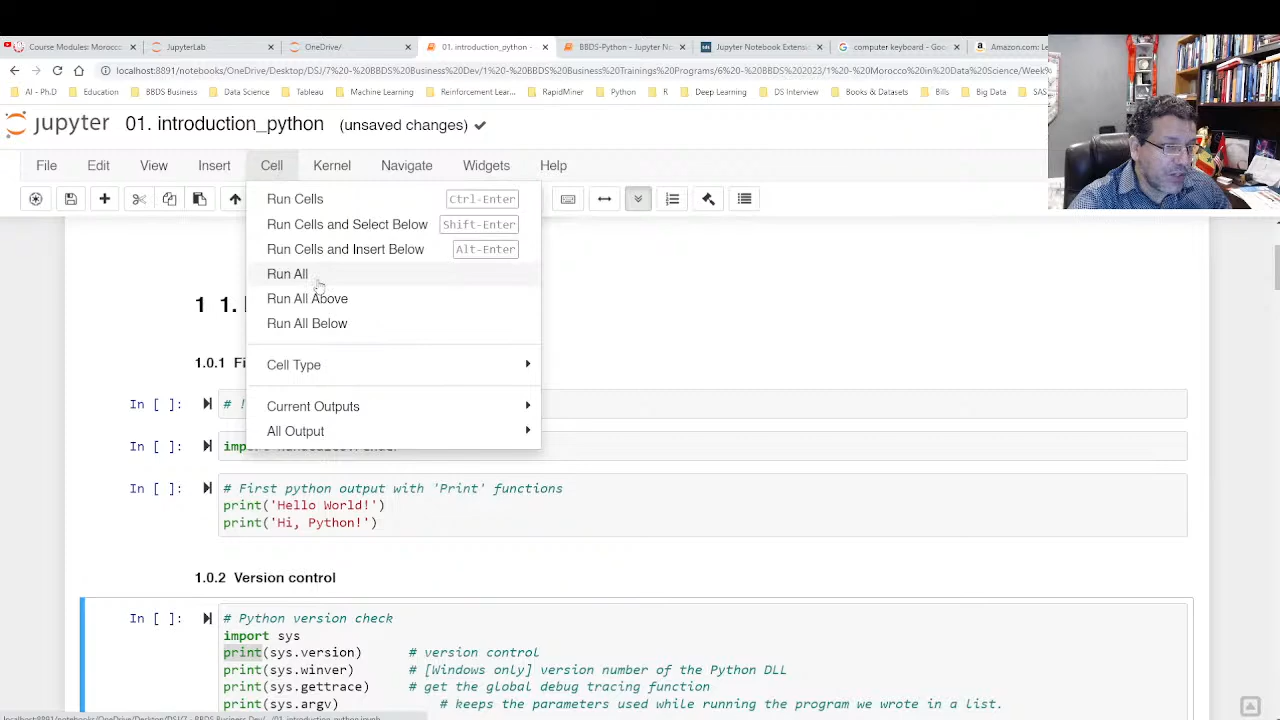 Course Modules: Morocc
JupyterLab
OneDrive/
01. introduction_python -
BBDS-Python - Jupyter No
Jupyter Notebook Extensi
computer keyboard - Goo
Amazon.com: Le
localhost:8891/notebooks/OneDrive/Desktop/DSJ/7%20-%20BBDS%20Business%20Dev/1%20-%20BBDS%20Business%20Trainings%20Programs/6%20-%20BBDS%202023/1%20-%20Morocco%20in%20Data%20Science/Week%
AI - Ph.D
Education
BBDS Business
Data Science
Tableau
Machine Learning
Reinforcement Lear...
RapidMiner
Python
R
Deep Learning
DS Interview
Books & Datasets
Bills
Big Data
SAS
jupyter 01. introduction_python (unsaved changes)
File Edit View Insert Cell Kernel Navigate Widgets Help
Run Cells Ctrl-Enter
Run Cells and Select Below Shift-Enter
Run Cells and Insert Below Alt-Enter
Run All
Run All Above
Run All Below
Cell Type
Current Outputs
All Output
1 1.
1.0.1 Fi
In [ ]: # !
In [ ]:
In [ ]: # First python output with 'Print' functions
print('Hello World!')
print('Hi, Python!')
1.0.2 Version control
In [ ]: # Python version check
import sys
print(sys.version) # version control
print(sys.winver) # [Windows only] version number of the Python DLL
print(sys.gettrace) # get the global debug tracing function
print(sys.argv) # keeps the parameters used while running the program we wrote in a list.